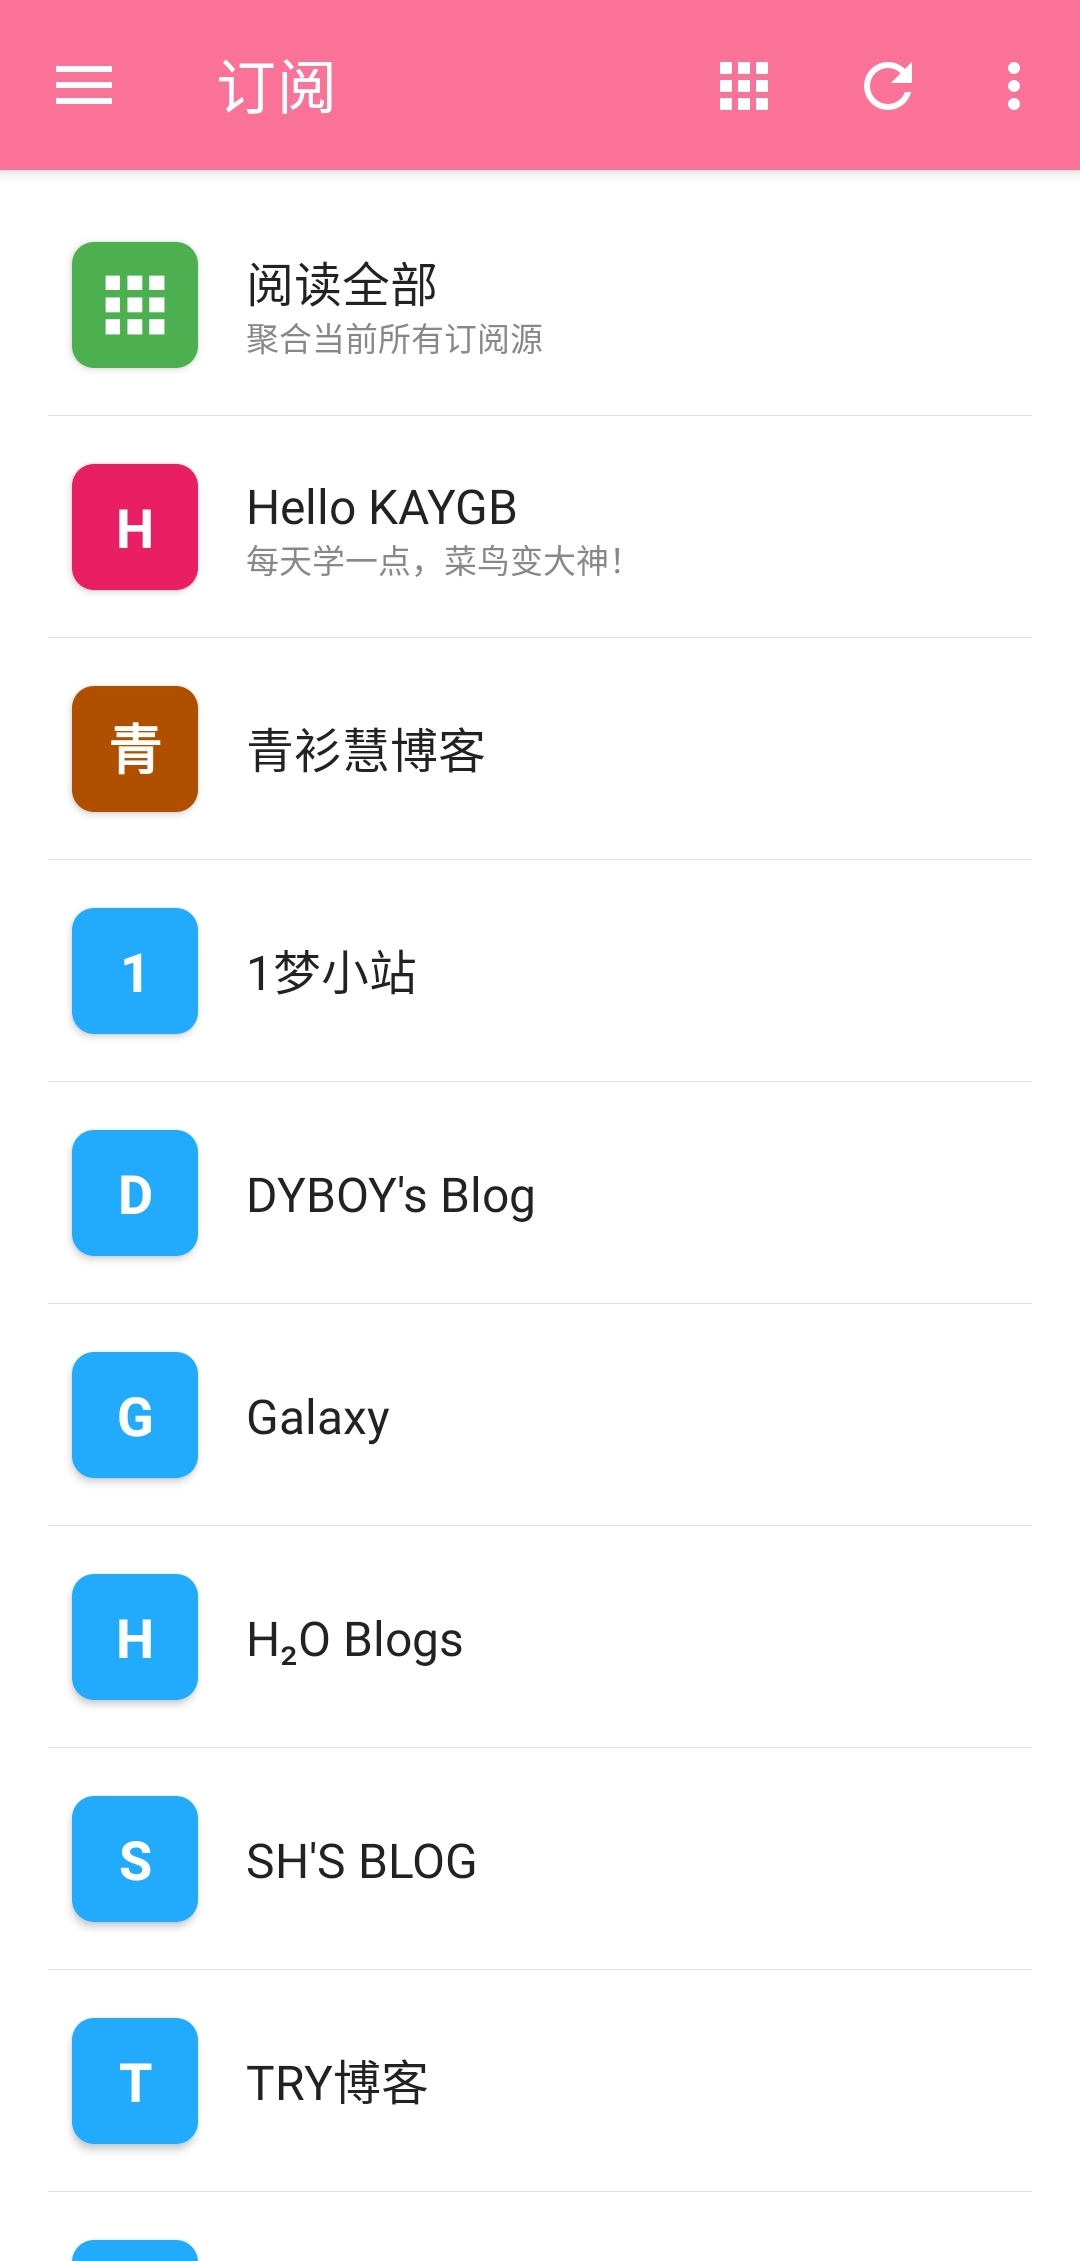 订阅
阅读全部
聚合当前所有订阅源
H
Hello KAYGB
每天学一点，菜鸟变大神！
青
青衫慧博客
1
1梦小站
D
DYBOY's Blog
G
Galaxy
H
H₂O Blogs
S
SH'S BLOG
T
TRY博客